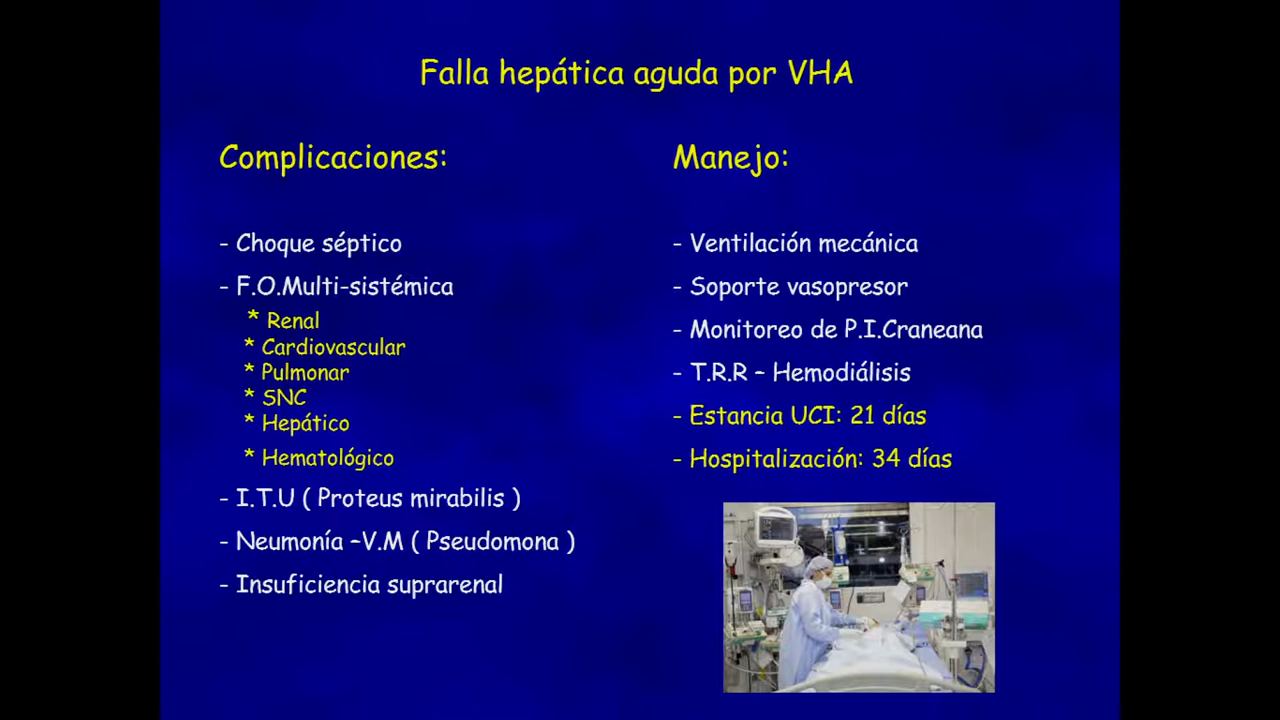 Falla hepática aguda por VHA
Complicaciones:
- Choque séptico
- F.O.Multi-sistémica
* Renal
* Cardiovascular
* Pulmonar
* SNC
* Hepático
* Hematológico
- I.T.U ( Proteus mirabilis )
- Neumonía –V.M ( Pseudomona )
- Insuficiencia suprarenal
Manejo:
- Ventilación mecánica
- Soporte vasopresor
- Monitoreo de P.I.Craneana
- T.R.R – Hemodiálisis
- Estancia UCI: 21 días
- Hospitalización: 34 días